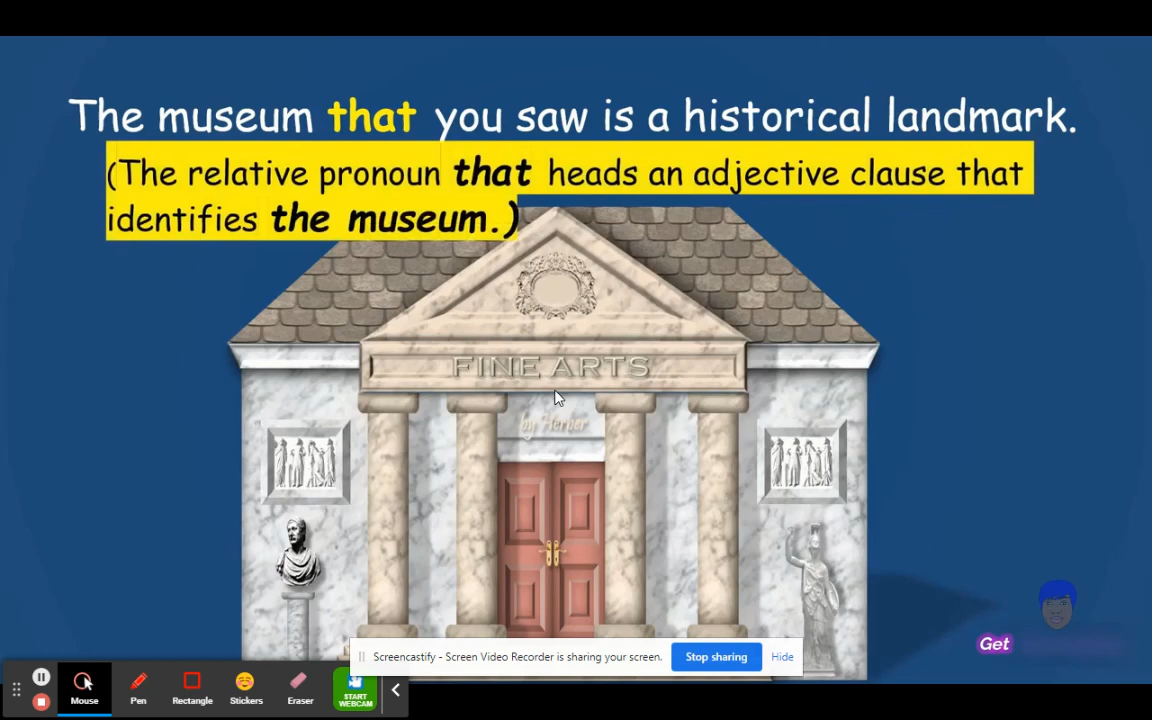 The museum that you saw is a historical landmark.
(The relative pronoun that heads an adjective clause that
identifies the museum.)
FINE ARTS
by Herber
Get
Screencastify - Screen Video Recorder is sharing your screen.
Stop sharing
Hide
Mouse
Pen
Rectangle
Stickers
Eraser
START
WEBCAM